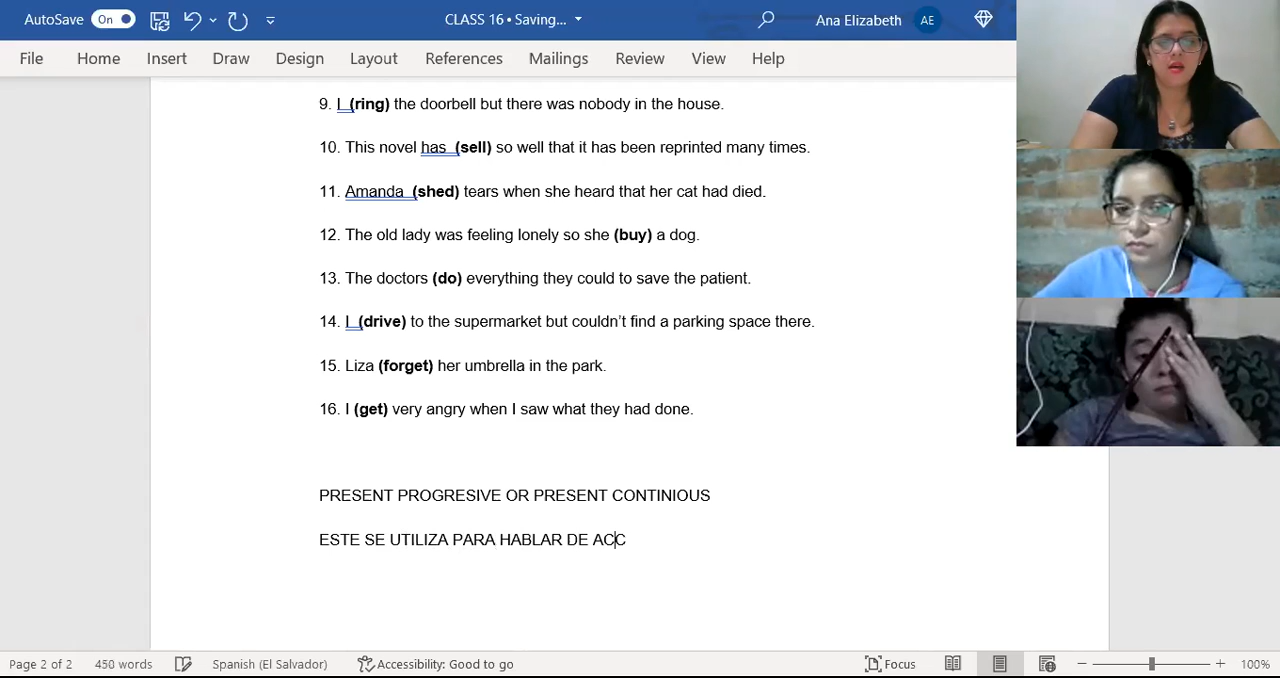 AutoSave On CLASS 16 • Saving... Ana Elizabeth AE
File Home Insert Draw Design Layout References Mailings Review View Help
9. I (ring) the doorbell but there was nobody in the house.
10. This novel has (sell) so well that it has been reprinted many times.
11. Amanda (shed) tears when she heard that her cat had died.
12. The old lady was feeling lonely so she (buy) a dog.
13. The doctors (do) everything they could to save the patient.
14. I (drive) to the supermarket but couldn’t find a parking space there.
15. Liza (forget) her umbrella in the park.
16. I (get) very angry when I saw what they had done.
PRESENT PROGRESIVE OR PRESENT CONTINIOUS
ESTE SE UTILIZA PARA HABLAR DE ACC
Page 2 of 2 450 words Spanish (El Salvador) Accessibility: Good to go Focus 100%